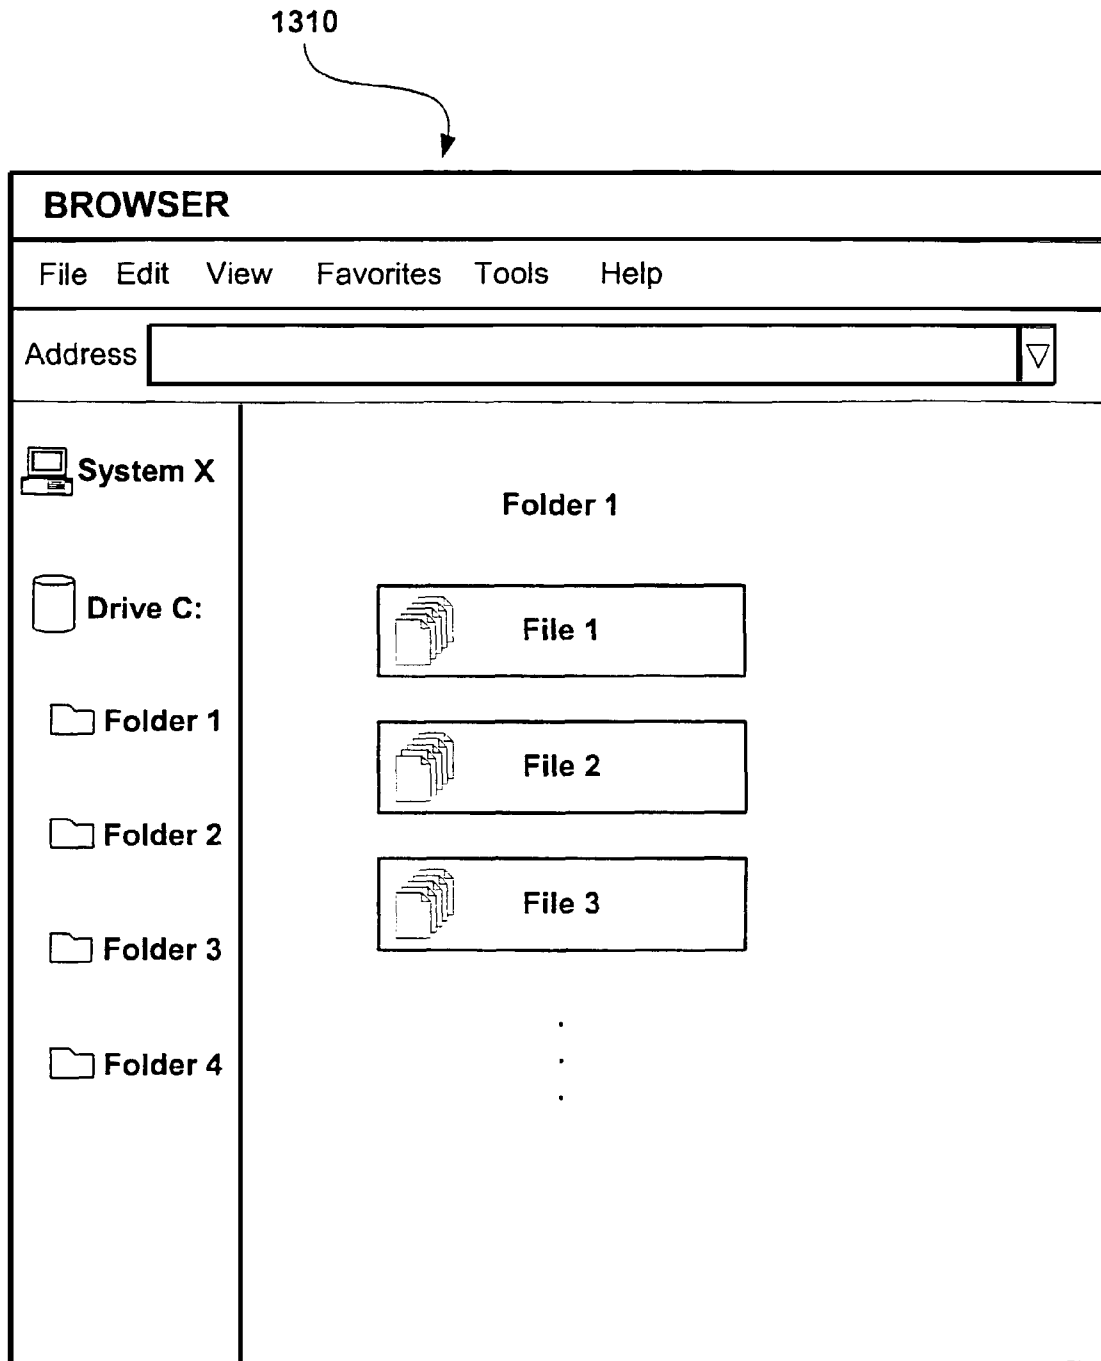 1310
BROWSER
File Edit View Favorites Tools Help
Address
System X
Drive C:
Folder 1
Folder 2
Folder 3
Folder 4
Folder 1
File 1
File 2
File 3